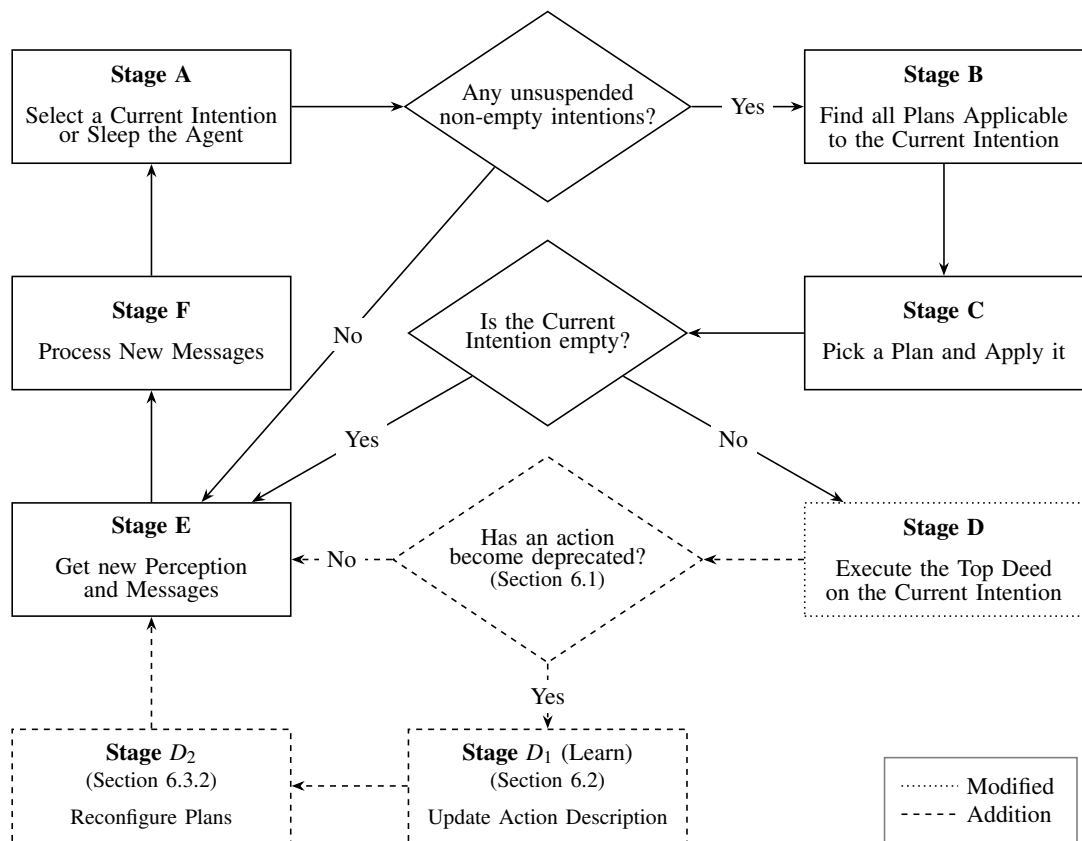 Stage A
Select a Current Intention
or Sleep the Agent
Any unsuspended
non-empty intentions?
Yes
Stage B
Find all Plans Applicable
to the Current Intention
No
Stage F
Process New Messages
Is the Current
Intention empty?
Stage C
Pick a Plan and Apply it
Yes
No
Stage E
Get new Perception
and Messages
No
Has an action
become deprecated?
(Section 6.1)
Stage D
Execute the Top Deed
on the Current Intention
Yes
Stage D₂
(Section 6.3.2)
Reconfigure Plans
Stage D₁ (Learn)
(Section 6.2)
Update Action Description
Modified
Addition